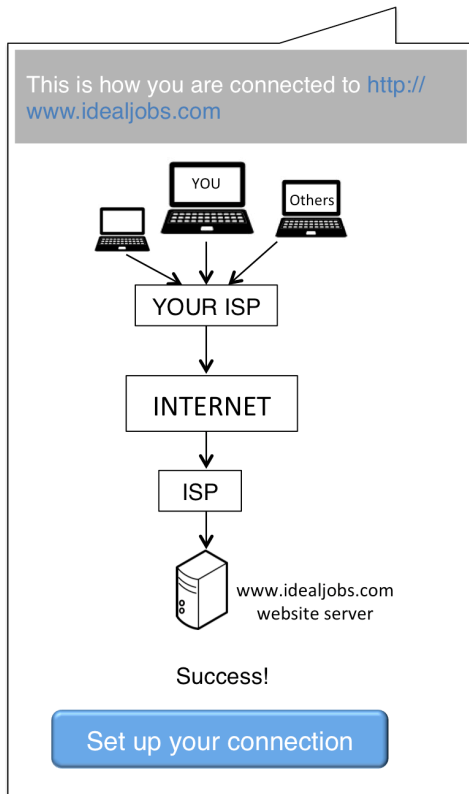 This is how you are connected to http://
www.idealjobs.com
YOU
Others
YOUR ISP
INTERNET
ISP
www.idealjobs.com
website server
Success!
Set up your connection